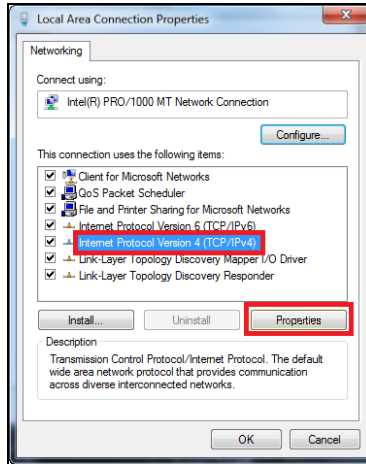 Local Area Connection Properties
Networking
Connect using:
Intel(R) PRO/1000 MT Network Connection
Configure...
This connection uses the following items:
Client for Microsoft Networks
QoS Packet Scheduler
File and Printer Sharing for Microsoft Networks
Internet Protocol Version 6 (TCP/IPv6)
Internet Protocol Version 4 (TCP/IPv4)
Link-Layer Topology Discovery Mapper I/O Driver
Link-Layer Topology Discovery Responder
Install... Uninstall Properties
Description
Transmission Control Protocol/Internet Protocol. The default
wide area network protocol that provides communication
across diverse interconnected networks.
OK Cancel